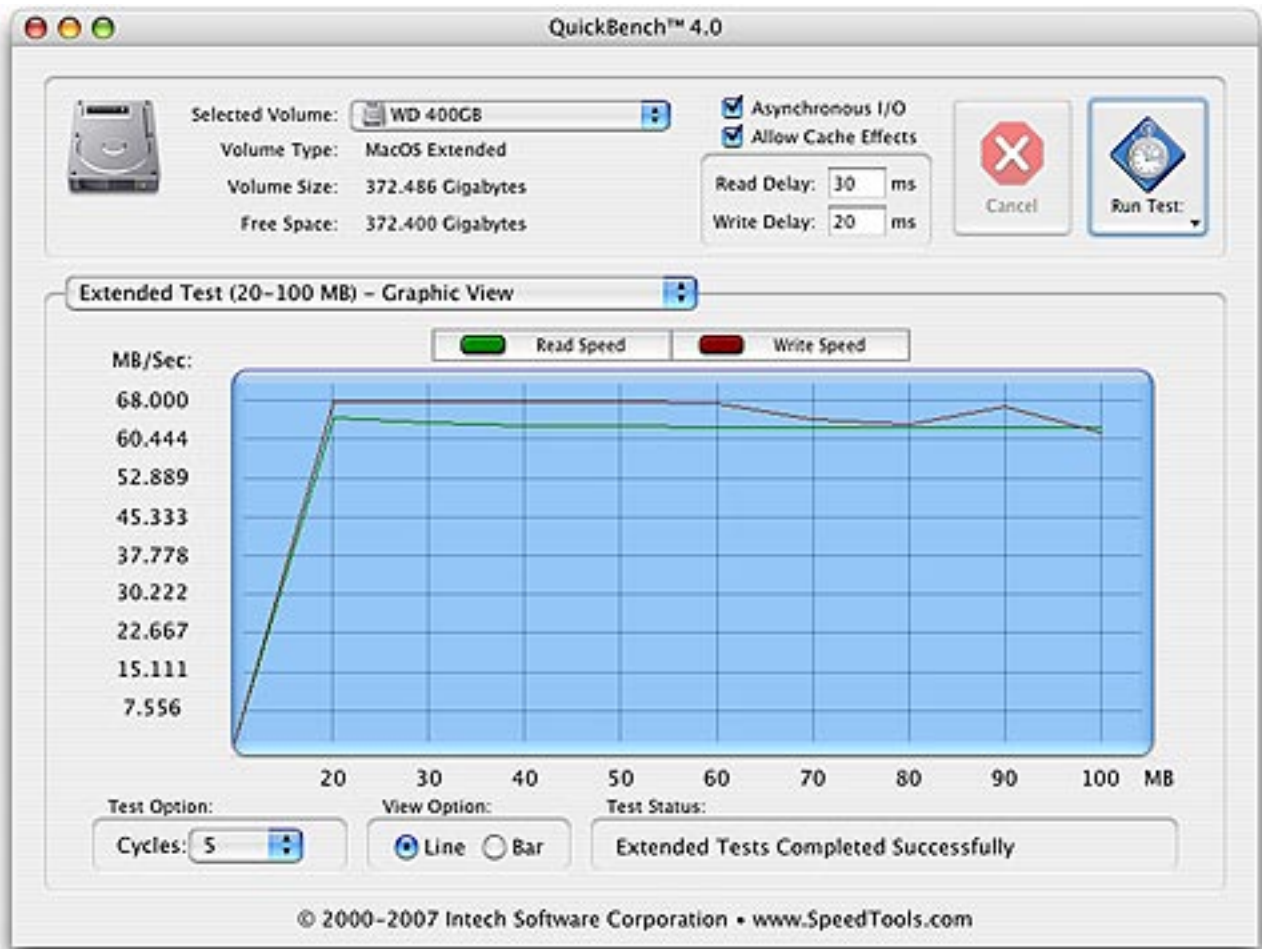 QuickBench™ 4.0
Selected Volume: WD 400GB
Volume Type: MacOS Extended
Volume Size: 372.486 Gigabytes
Free Space: 372.400 Gigabytes
Asynchronous I/O
Allow Cache Effects
Read Delay: 30 ms
Write Delay: 20 ms
Cancel
Run Test:
Extended Test (20-100 MB) - Graphic View
Read Speed
Write Speed
MB/Sec:
68.000
60.444
52.889
45.333
37.778
30.222
22.667
15.111
7.556
20 30 40 50 60 70 80 90 100 MB
Test Option:
Cycles: 5
View Option:
Line Bar
Test Status:
Extended Tests Completed Successfully
© 2000-2007 Intech Software Corporation • www.SpeedTools.com